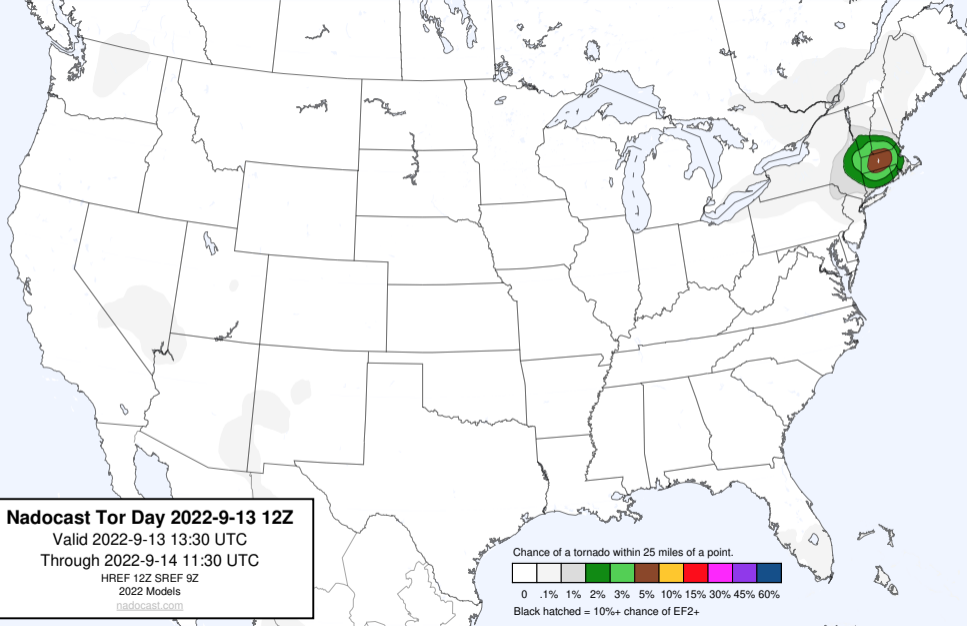 Nadocast Tor Day 2022-9-13 12Z
Valid 2022-9-13 13:30 UTC
Through 2022-9-14 11:30 UTC
HREF 12Z SREF 9Z
2022 Models
nadocast.com
Chance of a tornado within 25 miles of a point.
0 .1% 1% 2% 3% 5% 10% 15% 30% 45% 60%
Black hatched = 10%+ chance of EF2+